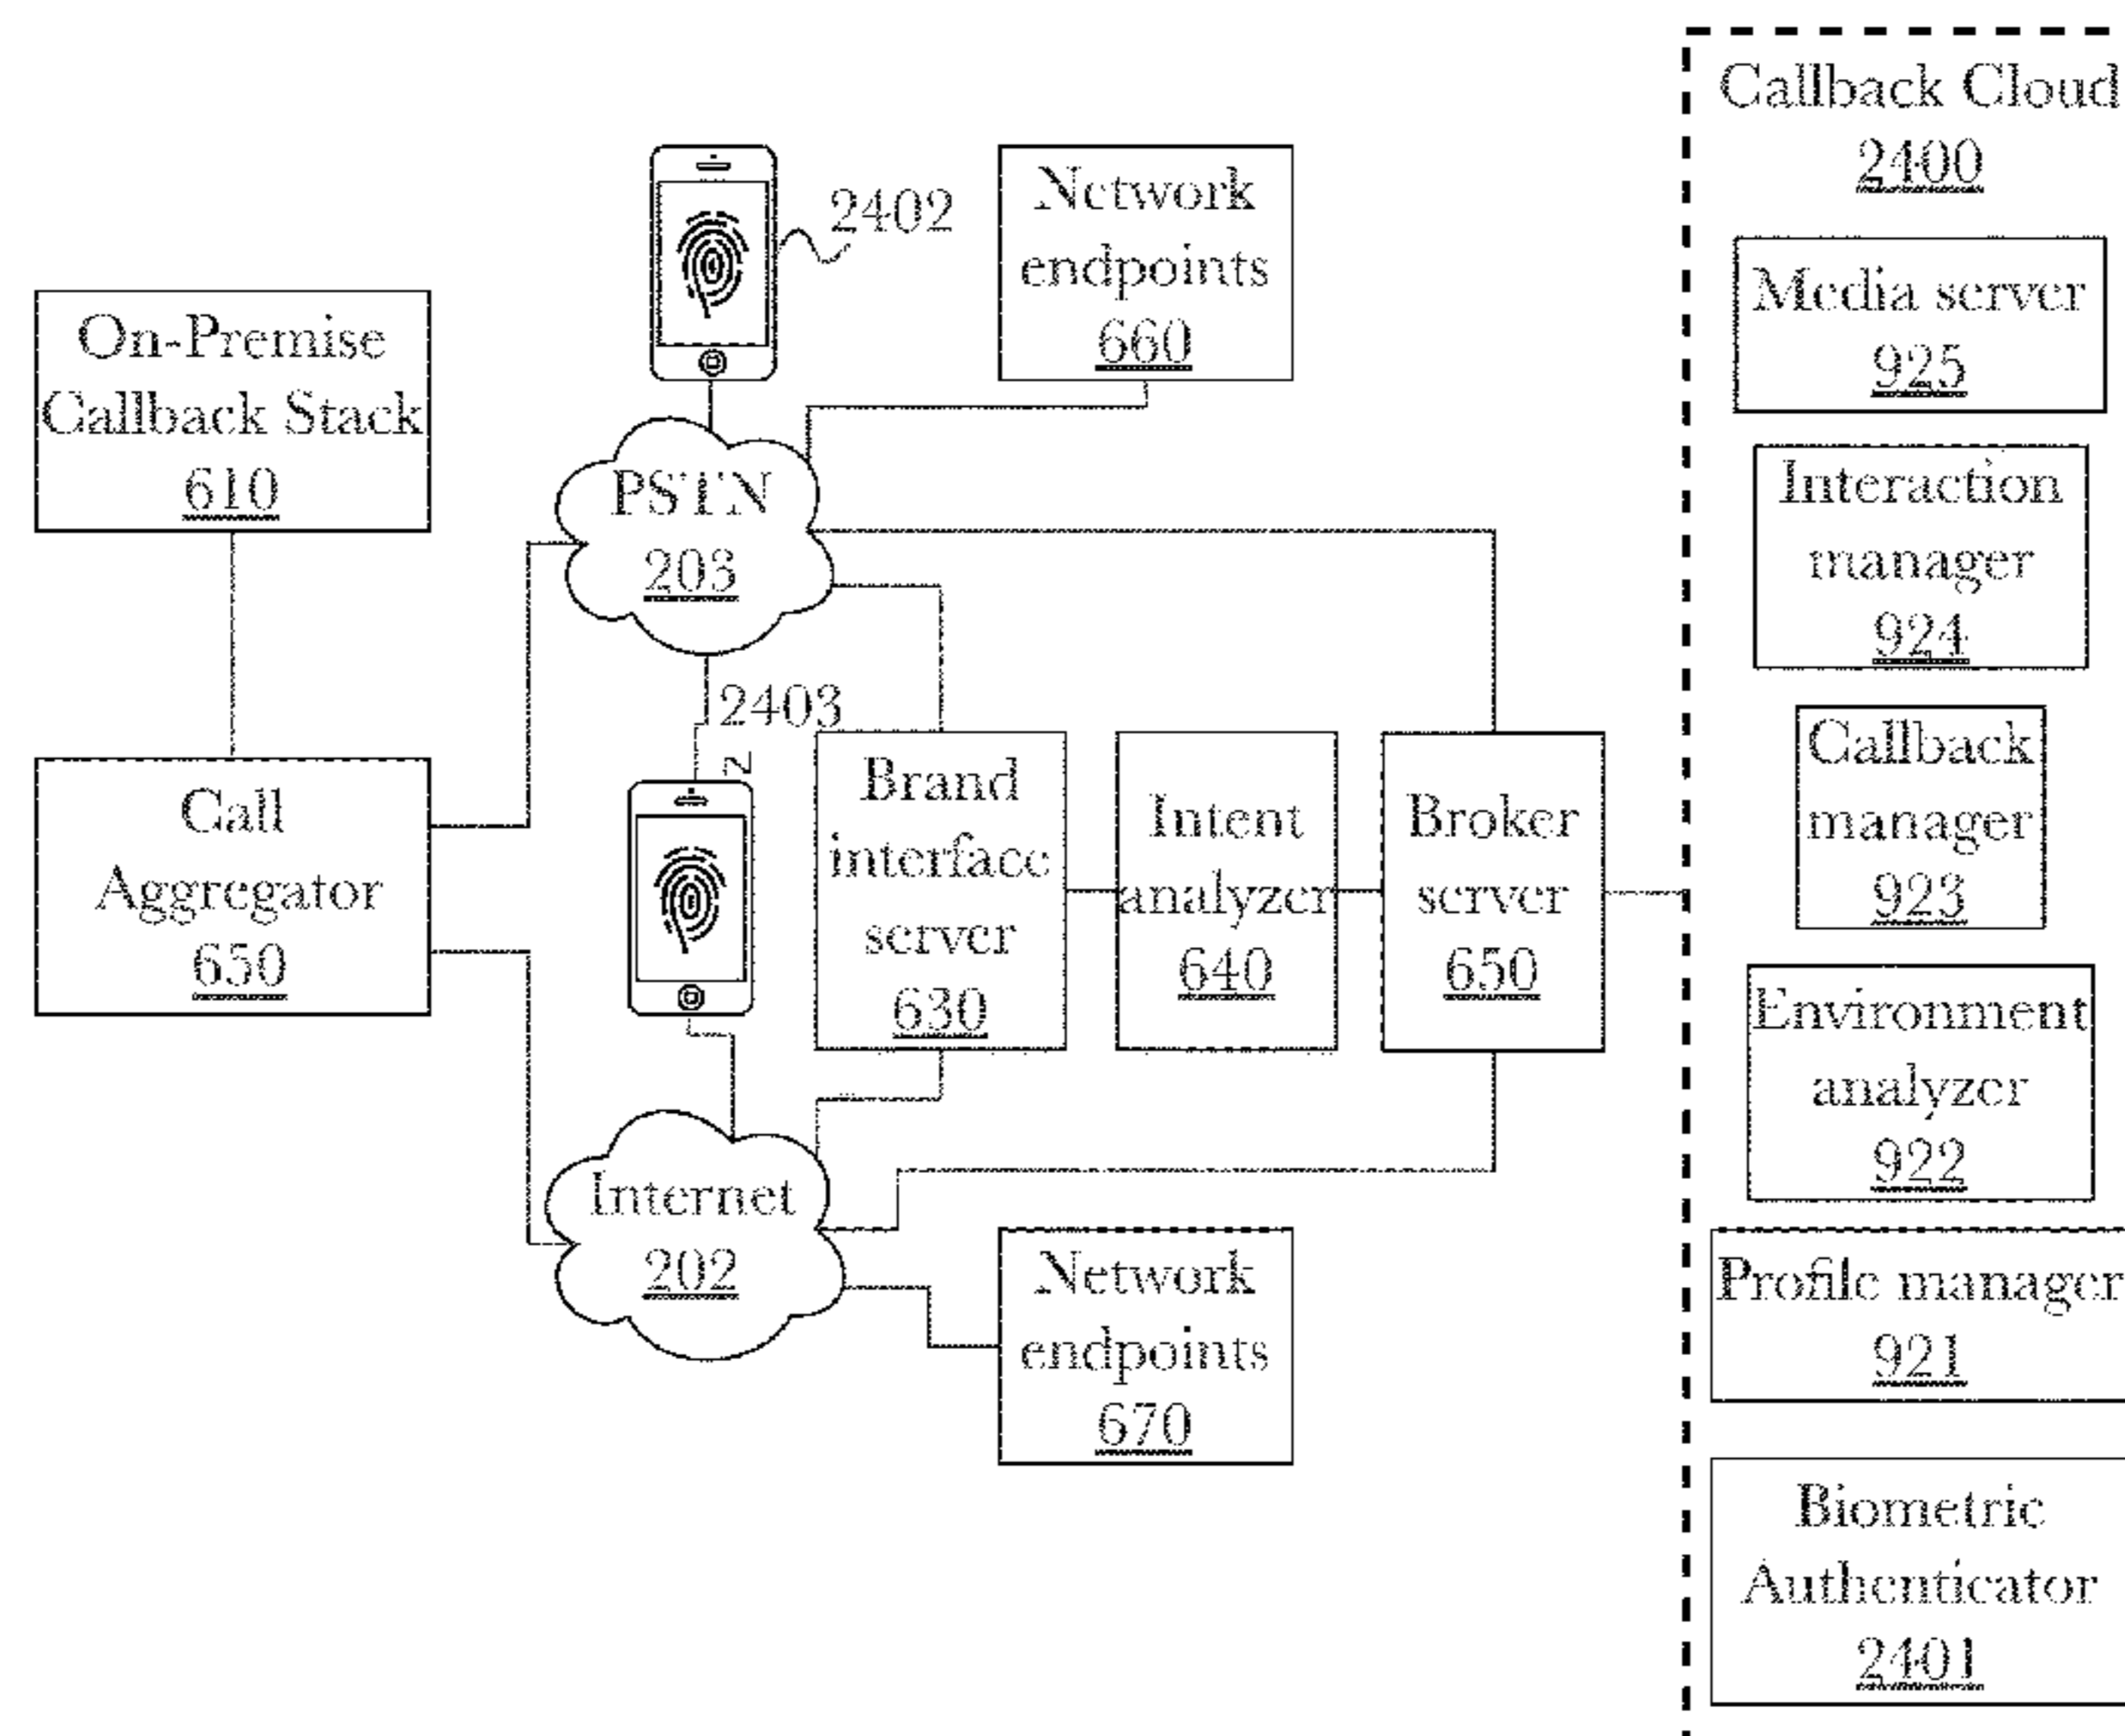 Callback Cloud
2400
Media server
925
Interaction
manager
924
Callback
manager
923
Environment
analyzer
922
Profile manager
921
Biometric
Authenticator
2401
2402
Network
endpoints
660
On-Premise
Callback Stack
610
PSTN
203
2403
Call
Aggregator
650
Brand
interface
server
630
Intent
analyzer
640
Broker
server
650
Internet
202
Network
endpoints
670